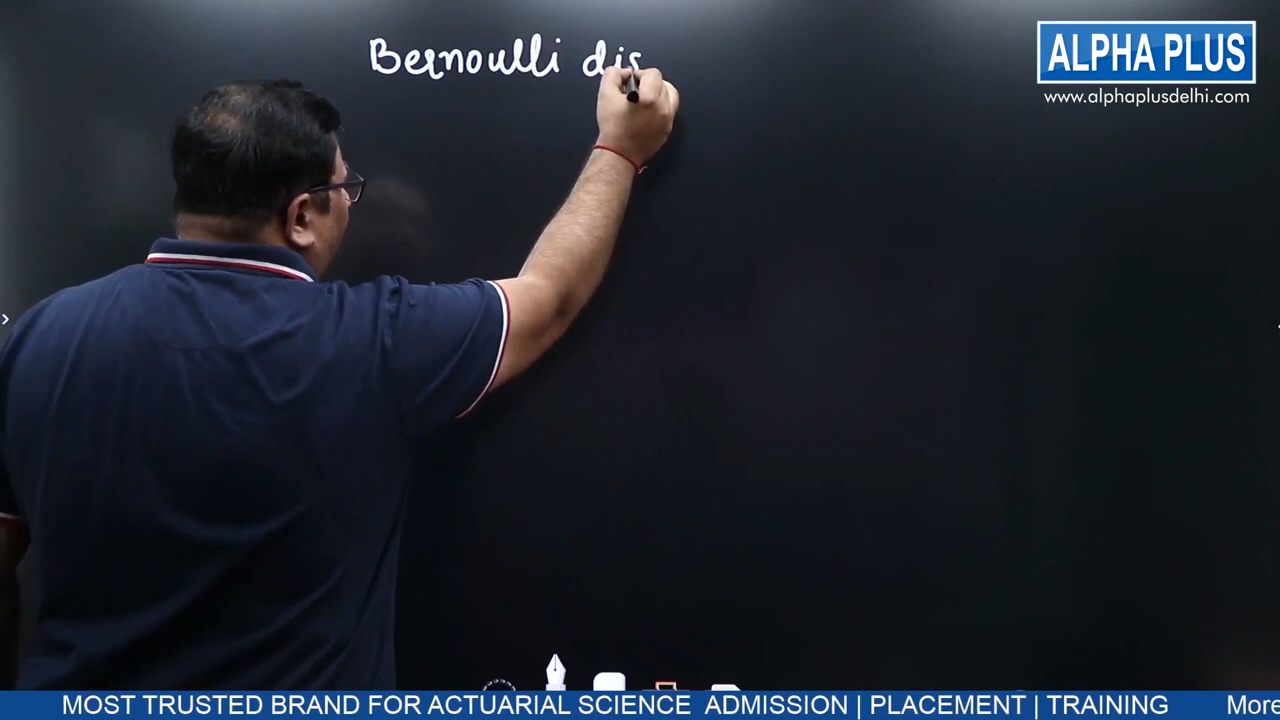 Bernoulli dis
ALPHA PLUS
www.alphaplusdelhi.com
MOST TRUSTED BRAND FOR ACTUARIAL SCIENCE ADMISSION | PLACEMENT | TRAINING
More